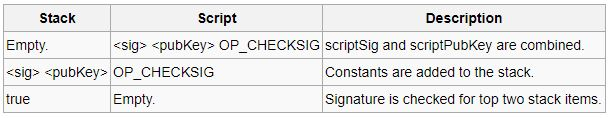 Stack Script Description
Empty. <sig> <pubKey> OP_CHECKSIG scriptSig and scriptPubKey are combined.
<sig> <pubKey> OP_CHECKSIG Constants are added to the stack.
true Empty. Signature is checked for top two stack items.